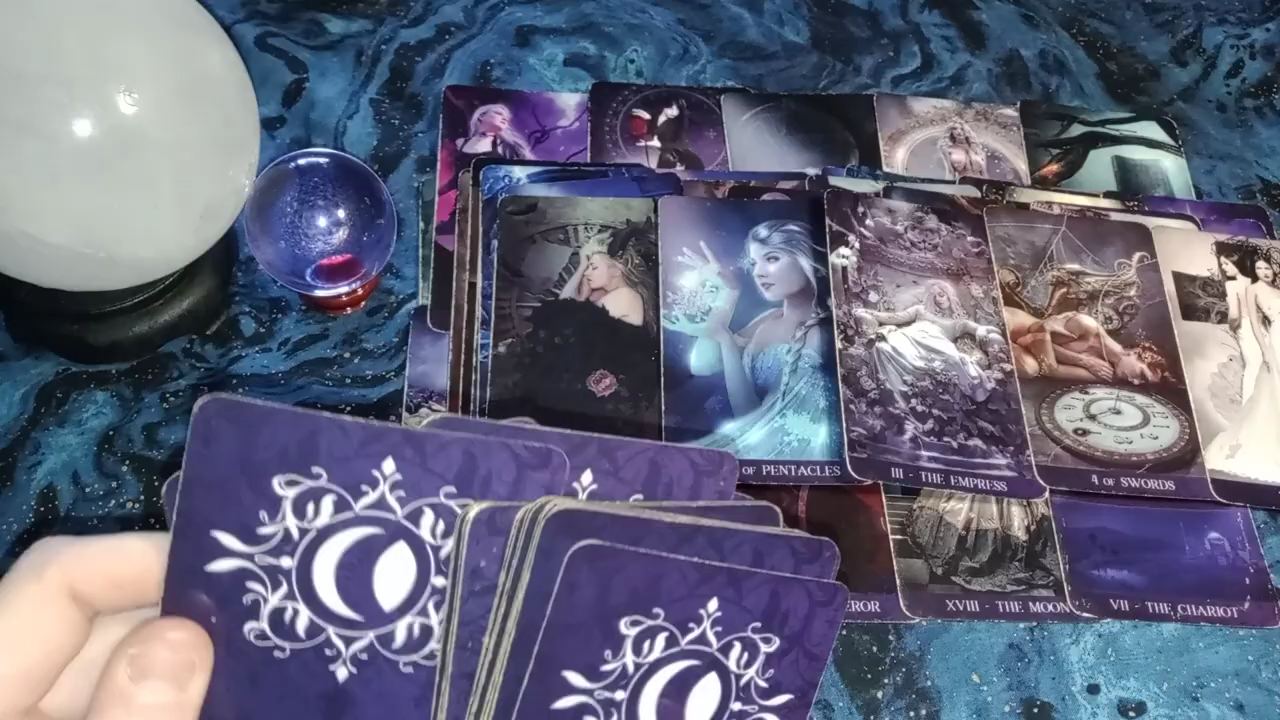 OF PENTACLES
III - THE EMPRESS
4 OF SWORDS
EROR
XVIII - THE MOON
VII - THE CHARIOT